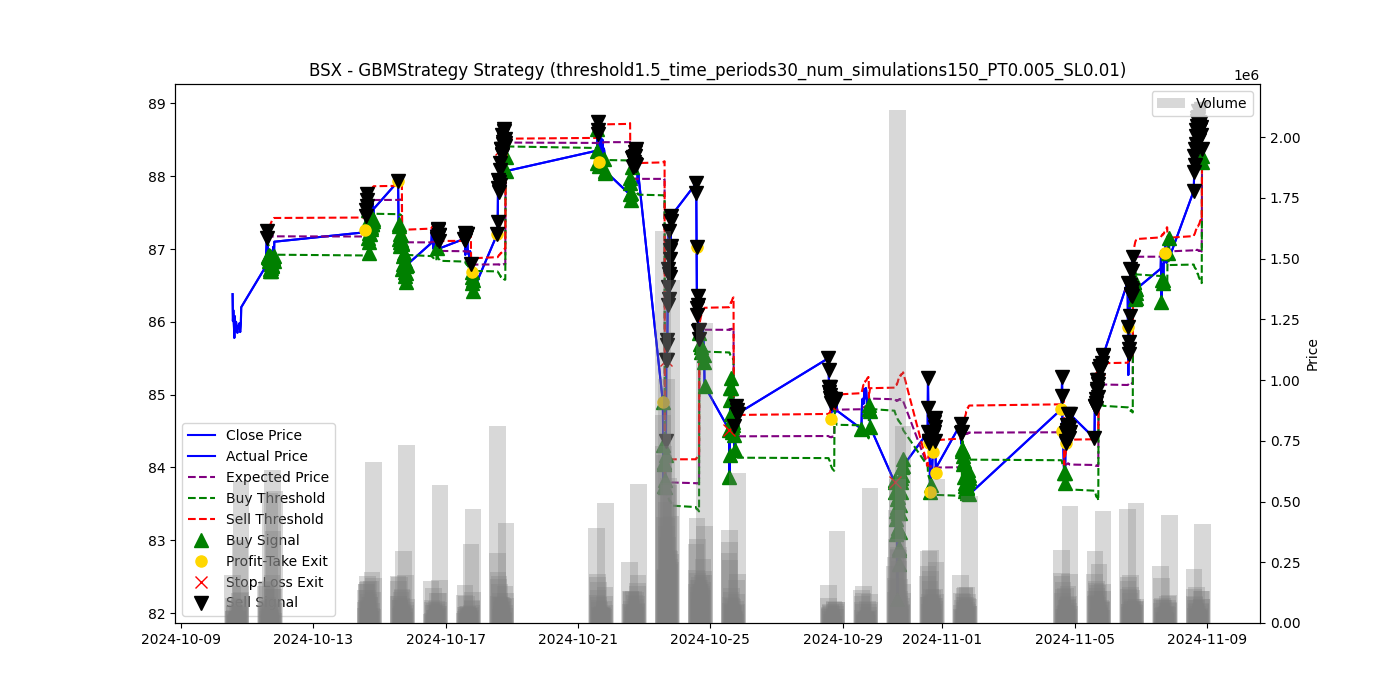 BSX - GBMStrategy Strategy (threshold1.5_time_periods30_num_simulations150_PT0.005_SL0.01)
1e6
89
88
87
86
85
84
83
82
Volume
2.00
1.75
1.50
1.25
1.00
0.75
0.50
0.25
0.00
Price
Close Price
Actual Price
Expected Price
Buy Threshold
Sell Threshold
Buy Signal
Profit-Take Exit
Stop-Loss Exit
Sell Signal
2024-10-09
2024-10-13
2024-10-17
2024-10-21
2024-10-25
2024-10-29
2024-11-01
2024-11-05
2024-11-09